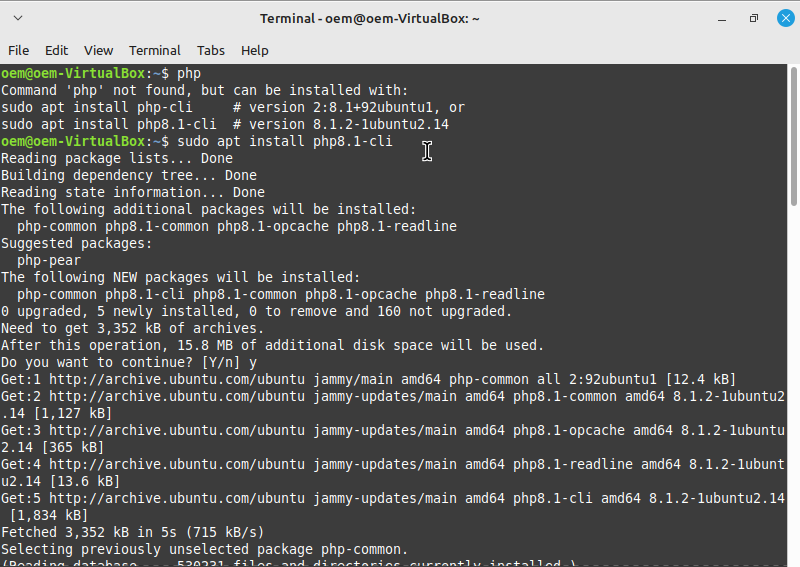 Terminal - oem@oem-VirtualBox: ~
File Edit View Terminal Tabs Help
oem@oem-VirtualBox:~$ php
Command 'php' not found, but can be installed with:
sudo apt install php-cli     # version 2:8.1+92ubuntu1, or
sudo apt install php8.1-cli  # version 8.1.2-1ubuntu2.14
oem@oem-VirtualBox:~$ sudo apt install php8.1-cli
Reading package lists... Done
Building dependency tree... Done
Reading state information... Done
The following additional packages will be installed:
  php-common php8.1-common php8.1-opcache php8.1-readline
Suggested packages:
  php-pear
The following NEW packages will be installed:
  php-common php8.1-cli php8.1-common php8.1-opcache php8.1-readline
0 upgraded, 5 newly installed, 0 to remove and 160 not upgraded.
Need to get 3,352 kB of archives.
After this operation, 15.8 MB of additional disk space will be used.
Do you want to continue? [Y/n] y
Get:1 http://archive.ubuntu.com/ubuntu jammy/main amd64 php-common all 2:92ubuntu1 [12.4 kB]
Get:2 http://archive.ubuntu.com/ubuntu jammy-updates/main amd64 php8.1-common amd64 8.1.2-1ubuntu2
.14 [1,127 kB]
Get:3 http://archive.ubuntu.com/ubuntu jammy-updates/main amd64 php8.1-opcache amd64 8.1.2-1ubuntu
2.14 [365 kB]
Get:4 http://archive.ubuntu.com/ubuntu jammy-updates/main amd64 php8.1-readline amd64 8.1.2-1ubunt
u2.14 [13.6 kB]
Get:5 http://archive.ubuntu.com/ubuntu jammy-updates/main amd64 php8.1-cli amd64 8.1.2-1ubuntu2.14
 [1,834 kB]
Fetched 3,352 kB in 5s (715 kB/s)
Selecting previously unselected package php-common.
(Reading database ... 530231 files and directories currently installed.)